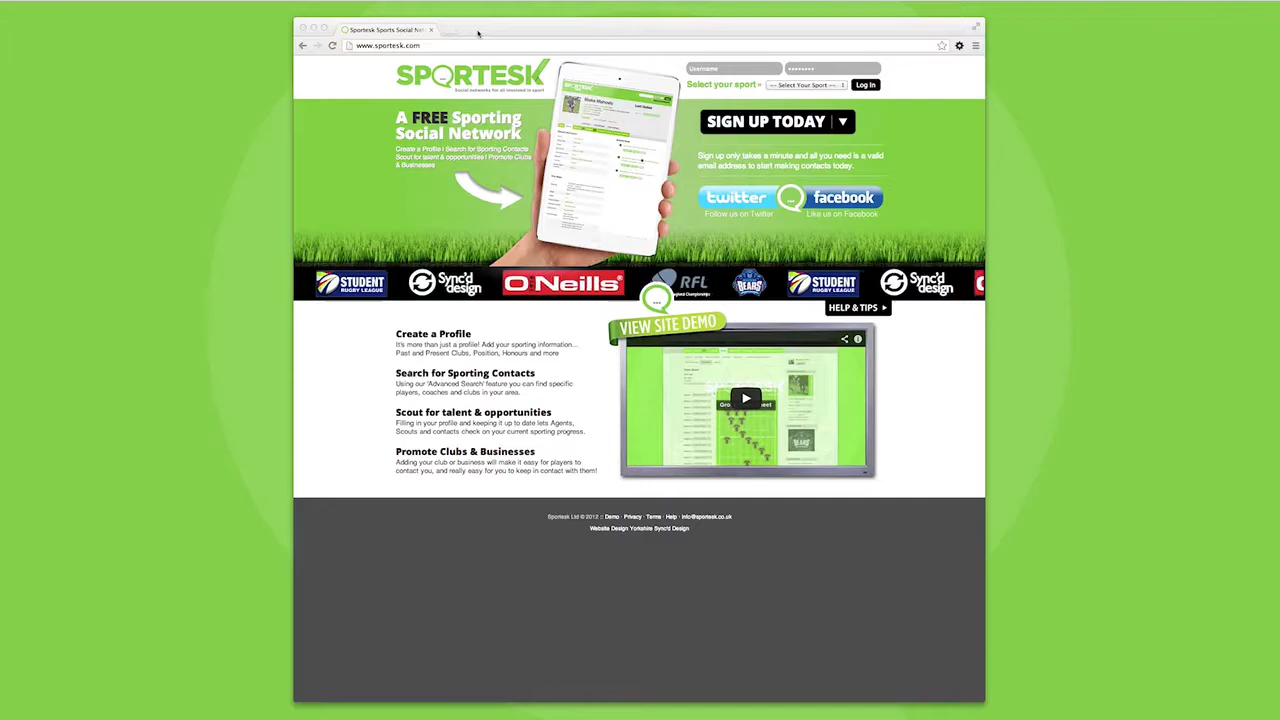 Sportesk Sports Social Net
www.sportesk.com
SPORTESK
Social networks for all involved in sport
Username
Select your sport »
--- Select Your Sport ---
Log In
A FREE Sporting
Social Network
Create a Profile | Search for Sporting Contacts
Scout for talent & opportunities | Promote Clubs
& Businesses
SIGN UP TODAY
Sign up only takes a minute and all you need is a valid
email address to start making contacts today.
twitter
facebook
Follow us on Twitter
Like us on Facebook
STUDENT
RUGBY LEAGUE
Sync'd
design
O'Neills
RFL
BEARS
STUDENT
RUGBY LEAGUE
Sync'd
design
HELP & TIPS
VIEW SITE DEMO
Create a Profile
It's more than just a profile! Add your sporting information...
Past and Present Clubs, Position, Honours and more
Search for Sporting Contacts
Using our 'Advanced Search' feature you can find specific
players, coaches and clubs in your area.
Scout for talent & opportunities
Filling in your profile and keeping it up to date lets Agents,
Scouts and contacts check on your current sporting progress.
Promote Clubs & Businesses
Adding your club or business will make it easy for players to
contact you, and really easy for you to keep in contact with them!
Sportesk Ltd © 2012 :: Demo · Privacy · Terms · Help · info@sportesk.co.uk
Website Design Yorkshire Sync'd Design